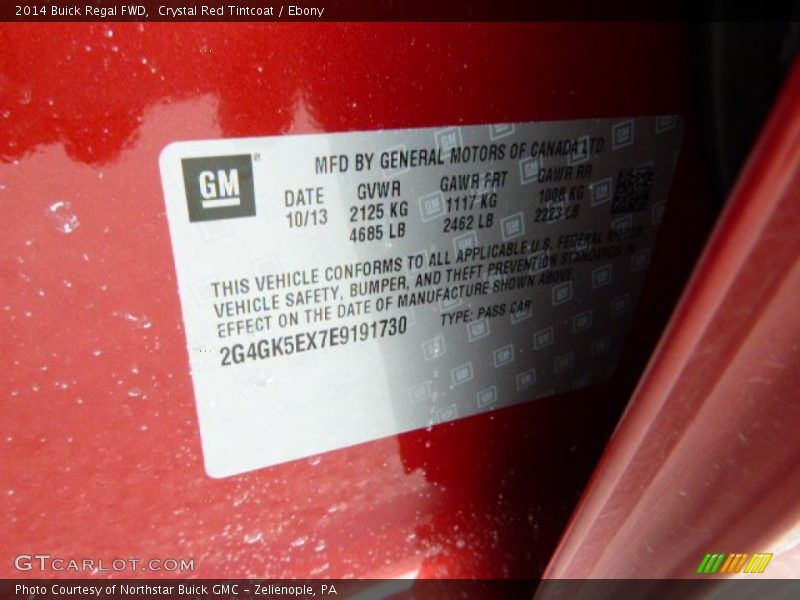 2014 Buick Regal FWD, Crystal Red Tintcoat / Ebony
GM
MFD BY GENERAL MOTORS OF CANADA LTD.
DATE GVWR GAWR FRT GAWR RR
10/13 2125 KG 1117 KG 1008 KG
4685 LB 2462 LB 2223 LB
THIS VEHICLE CONFORMS TO ALL APPLICABLE U.S. FEDERAL MOTOR
VEHICLE SAFETY, BUMPER, AND THEFT PREVENTION STANDARDS IN
EFFECT ON THE DATE OF MANUFACTURE SHOWN ABOVE
2G4GK5EX7E9191730 TYPE: PASS CAR
GTCARLOT.COM
Photo Courtesy of Northstar Buick GMC - Zelienople, PA